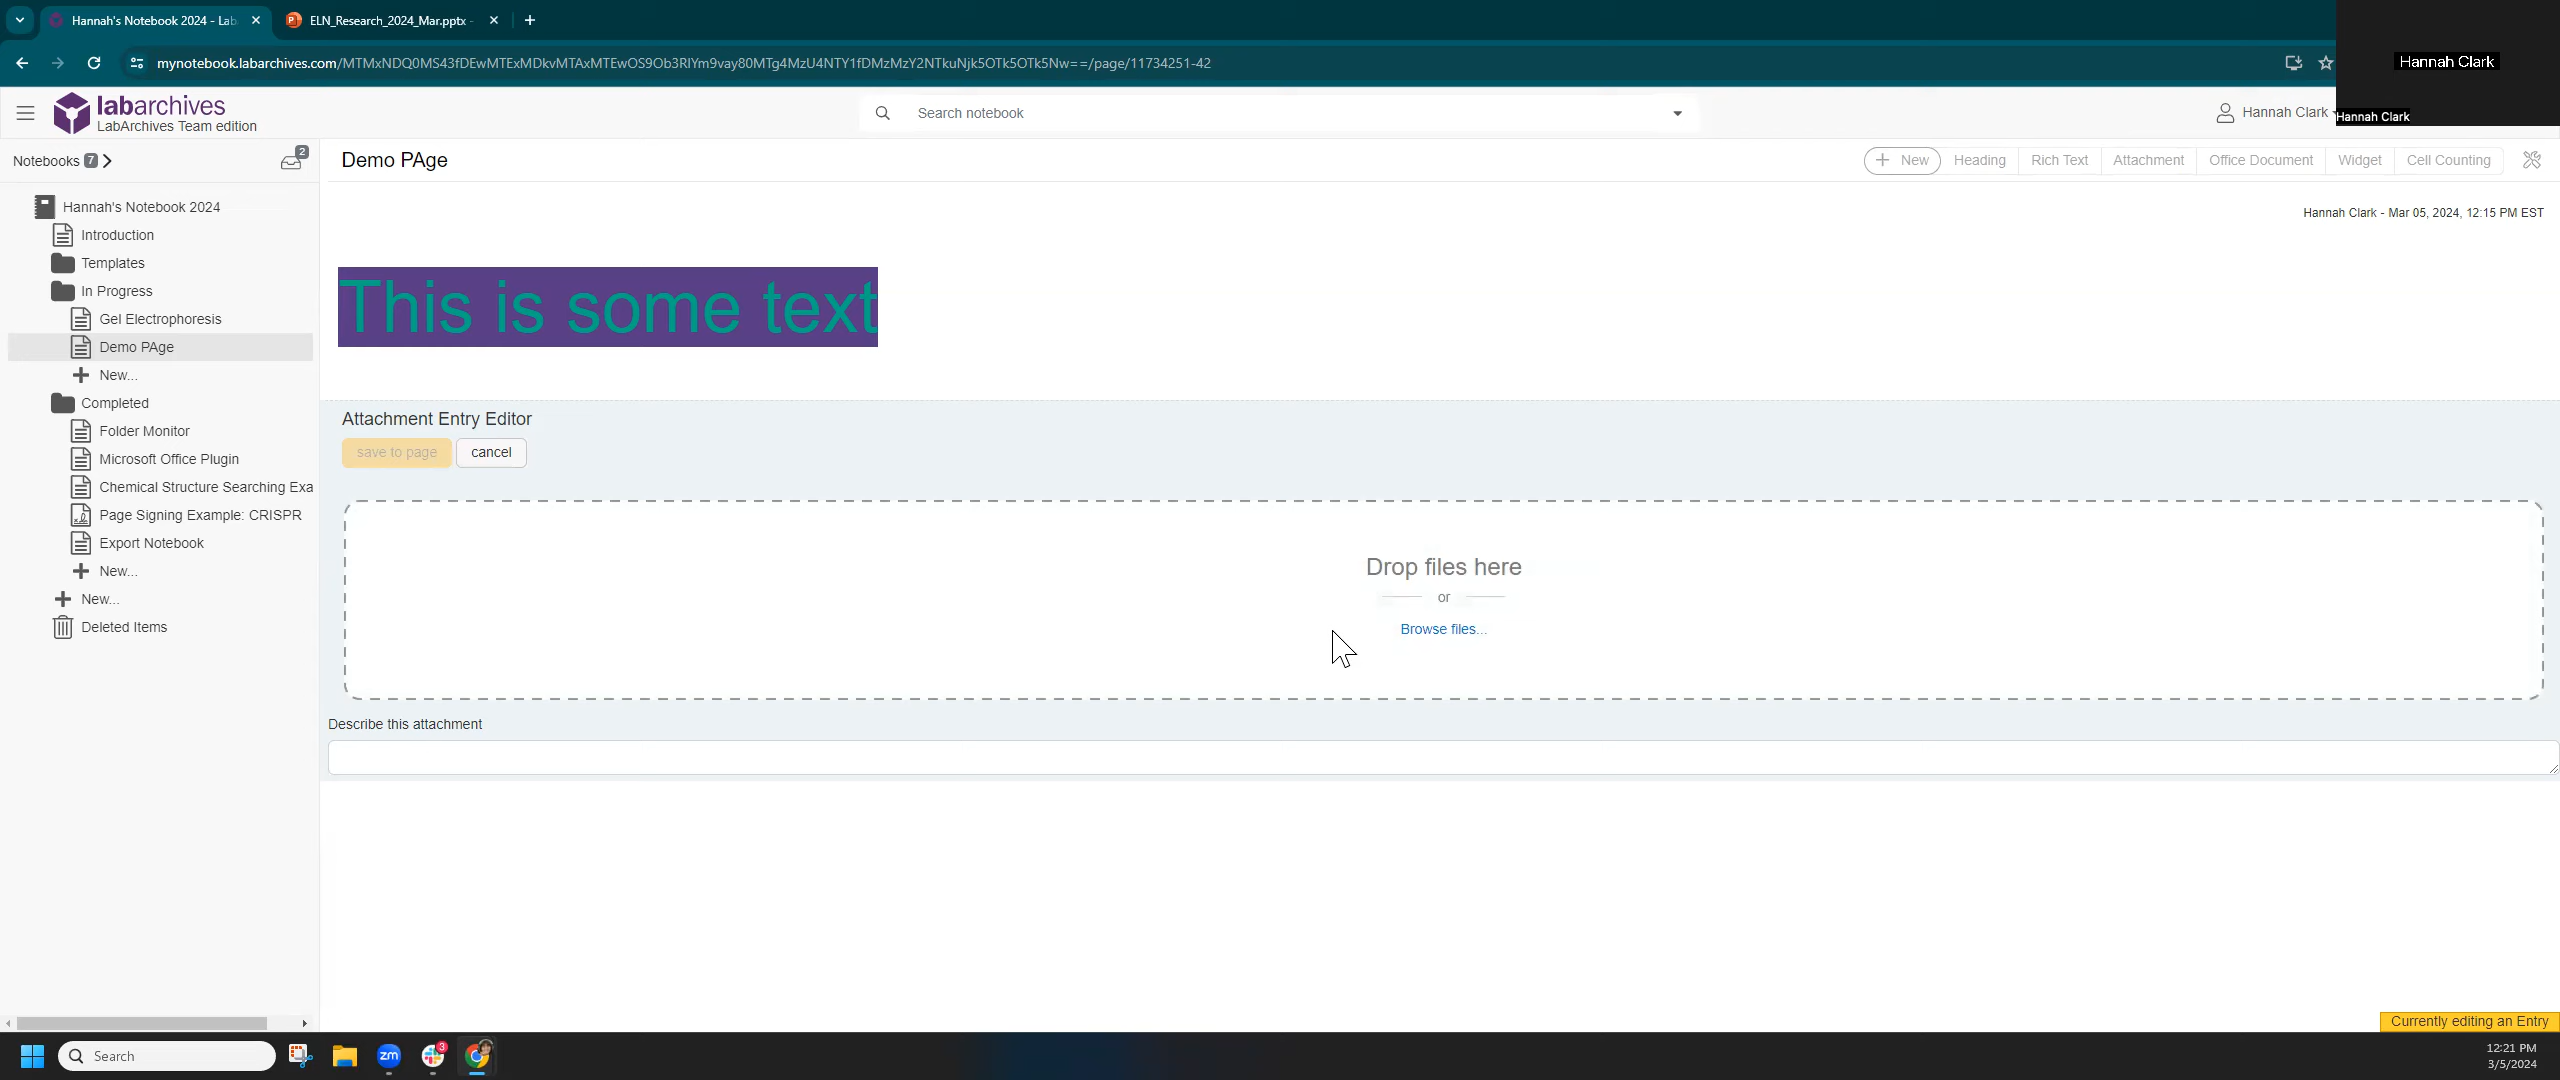 Hannah's Notebook 2024 - Lab
ELN_Research_2024_Mar.pptx -
mynotebook.labarchives.com/MTMxNDQ0MS43fDEwMTExMDkvMTAxMTEwOS9Ob3RlYm9vay80MTg4MzU4NTY1fDMzMzY2NTkuNjk5OTk5OTk5Nw==/page/11734251-42
Hannah Clark
Hannah Clark
labarchives
LabArchives Team edition
Search notebook
Hannah Clark
Notebooks 7
2
Demo PAge
New
Heading
Rich Text
Attachment
Office Document
Widget
Cell Counting
Hannah's Notebook 2024
Introduction
Templates
In Progress
Gel Electrophoresis
Demo PAge
New...
Completed
Folder Monitor
Microsoft Office Plugin
Chemical Structure Searching Exa
Page Signing Example: CRISPR
Export Notebook
New...
New...
Deleted Items
Hannah Clark - Mar 05, 2024, 12:15 PM EST
This is some text
Attachment Entry Editor
save to page
cancel
Drop files here
or
Browse files...
Describe this attachment
Currently editing an Entry
Search
zm
3
12:21 PM
3/5/2024